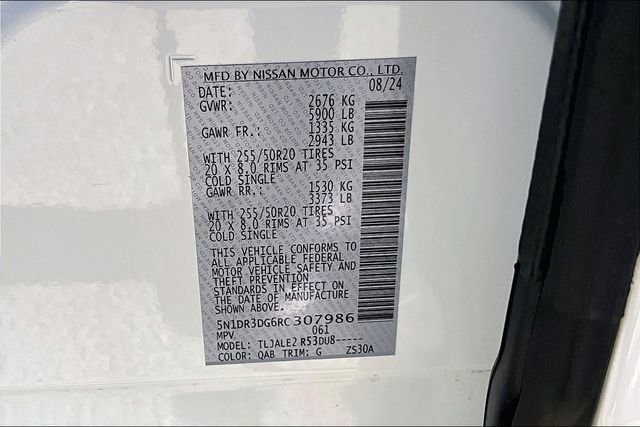 MFD BY NISSAN MOTOR CO., LTD.
DATE: 08/24
GVWR: 2676 KG
5900 LB
GAWR FR.: 1335 KG
2943 LB
WITH 255/50R20 TIRES
20 x 8.0 RIMS AT 35 PSI
COLD SINGLE
GAWR RR.: 1530 KG
3373 LB
WITH 255/50R20 TIRES
20 x 8.0 RIMS AT 35 PSI
COLD SINGLE
THIS VEHICLE CONFORMS TO
ALL APPLICABLE FEDERAL
MOTOR VEHICLE SAFETY AND
THEFT PREVENTION
STANDARDS IN EFFECT ON
THE DATE OF MANUFACTURE
SHOWN ABOVE.
5N1DR3DG6RC307986
MPV 061
MODEL: TLJALE2 R53DU8-----
COLOR: QAB TRIM: G ZS30A